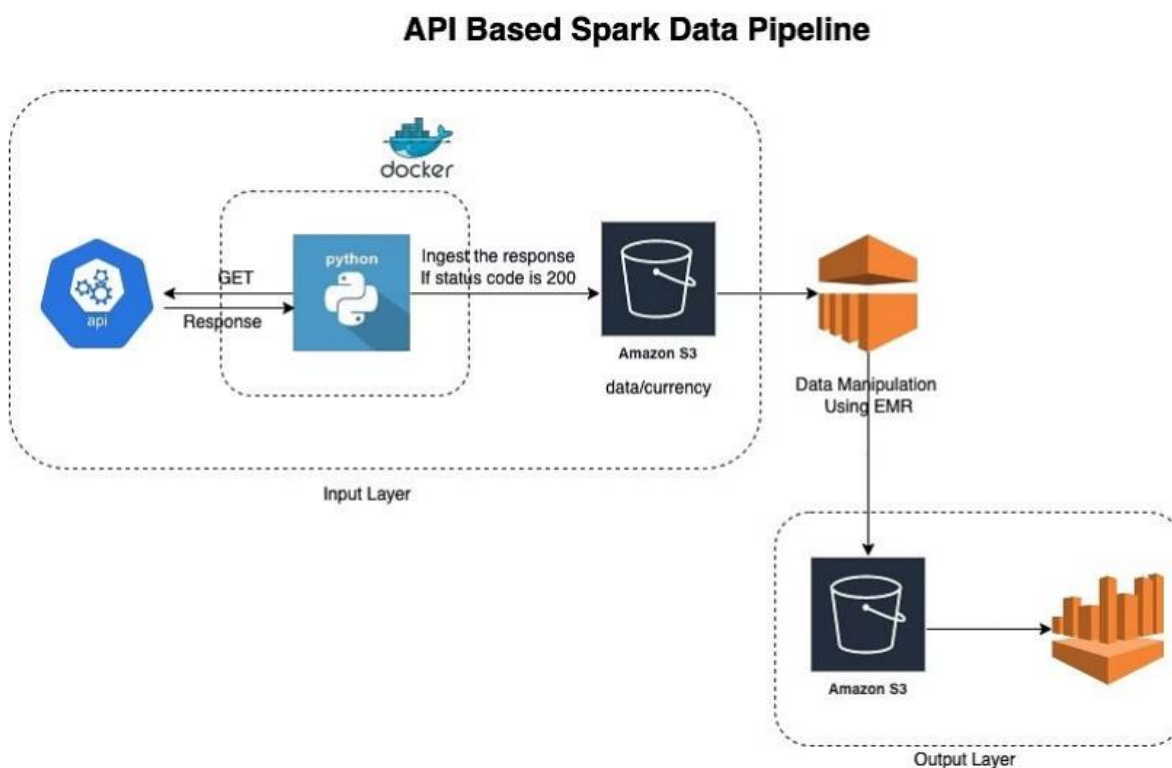 API Based Spark Data Pipeline
docker
python
GET
Ingest the response
If status code is 200
api
Response
Amazon S3
data/currency
Data Manipulation
Using EMR
Input Layer
Amazon S3
Output Layer